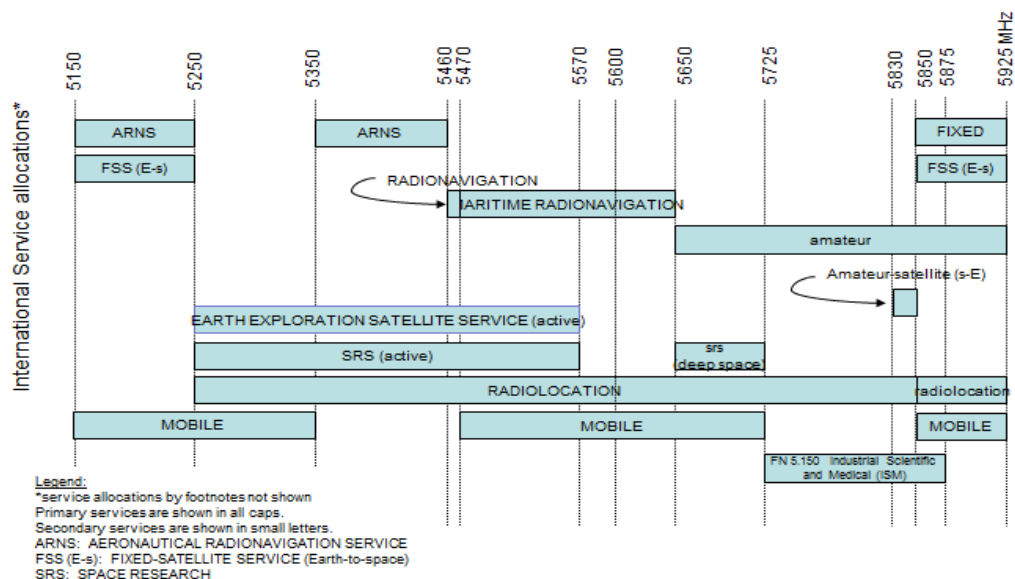 5150
5250
5350
5460
5470
5570
5600
5650
5725
5830
5850
5875
5925 MHz
International Service allocations*
ARNS
ARNS
FIXED
FSS (E-s)
FSS (E-s)
RADIONAVIGATION
MARITIME RADIONAVIGATION
amateur
Amateur-satellite (s-E)
EARTH EXPLORATION SATELLITE SERVICE (active)
SRS (active)
srs
(deep space)
RADIOLOCATION
radiolocation
MOBILE
MOBILE
MOBILE
FN 5.150 Industrial Scientific
and Medical (ISM)
Legend:
*service allocations by footnotes not shown
Primary services are shown in all caps.
Secondary services are shown in small letters.
ARNS: AERONAUTICAL RADIONAVIGATION SERVICE
FSS (E-s): FIXED-SATELLITE SERVICE (Earth-to-space)
SRS: SPACE RESEARCH